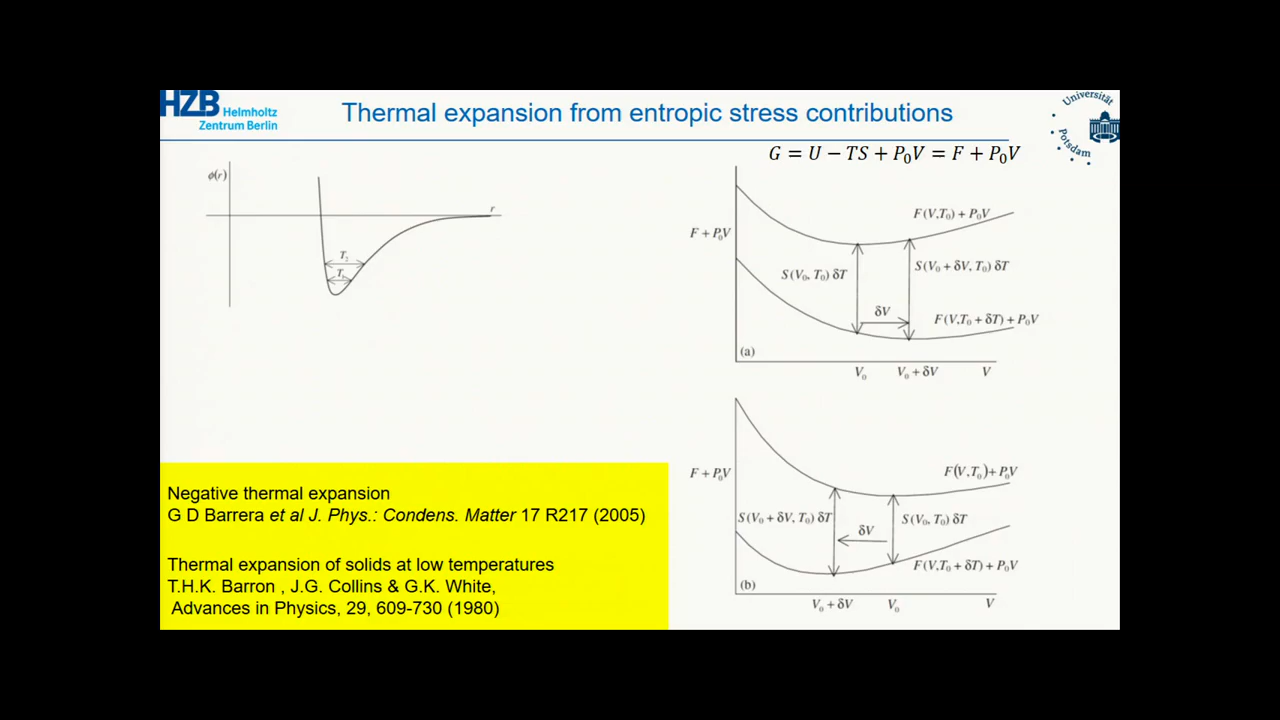 HZB Helmholtz
Zentrum Berlin
Thermal expansion from entropic stress contributions
Universität
Potsdam
G = U − TS + P₀V = F + P₀V
ϕ(r)
r
T₂
T₁
F + P₀V
F(V,T₀) + P₀V
S(V₀, T₀) δT
S(V₀ + δV, T₀) δT
δV
F(V,T₀ + δT) + P₀V
(a)
V₀
V₀ + δV
V
F + P₀V
F(V,T₀) + P₀V
S(V₀ + δV, T₀) δT
S(V₀, T₀) δT
δV
F(V,T₀ + δT) + P₀V
(b)
V₀ + δV
V₀
V
Negative thermal expansion
G D Barrera et al J. Phys.: Condens. Matter 17 R217 (2005)
Thermal expansion of solids at low temperatures
T.H.K. Barron , J.G. Collins & G.K. White,
Advances in Physics, 29, 609-730 (1980)